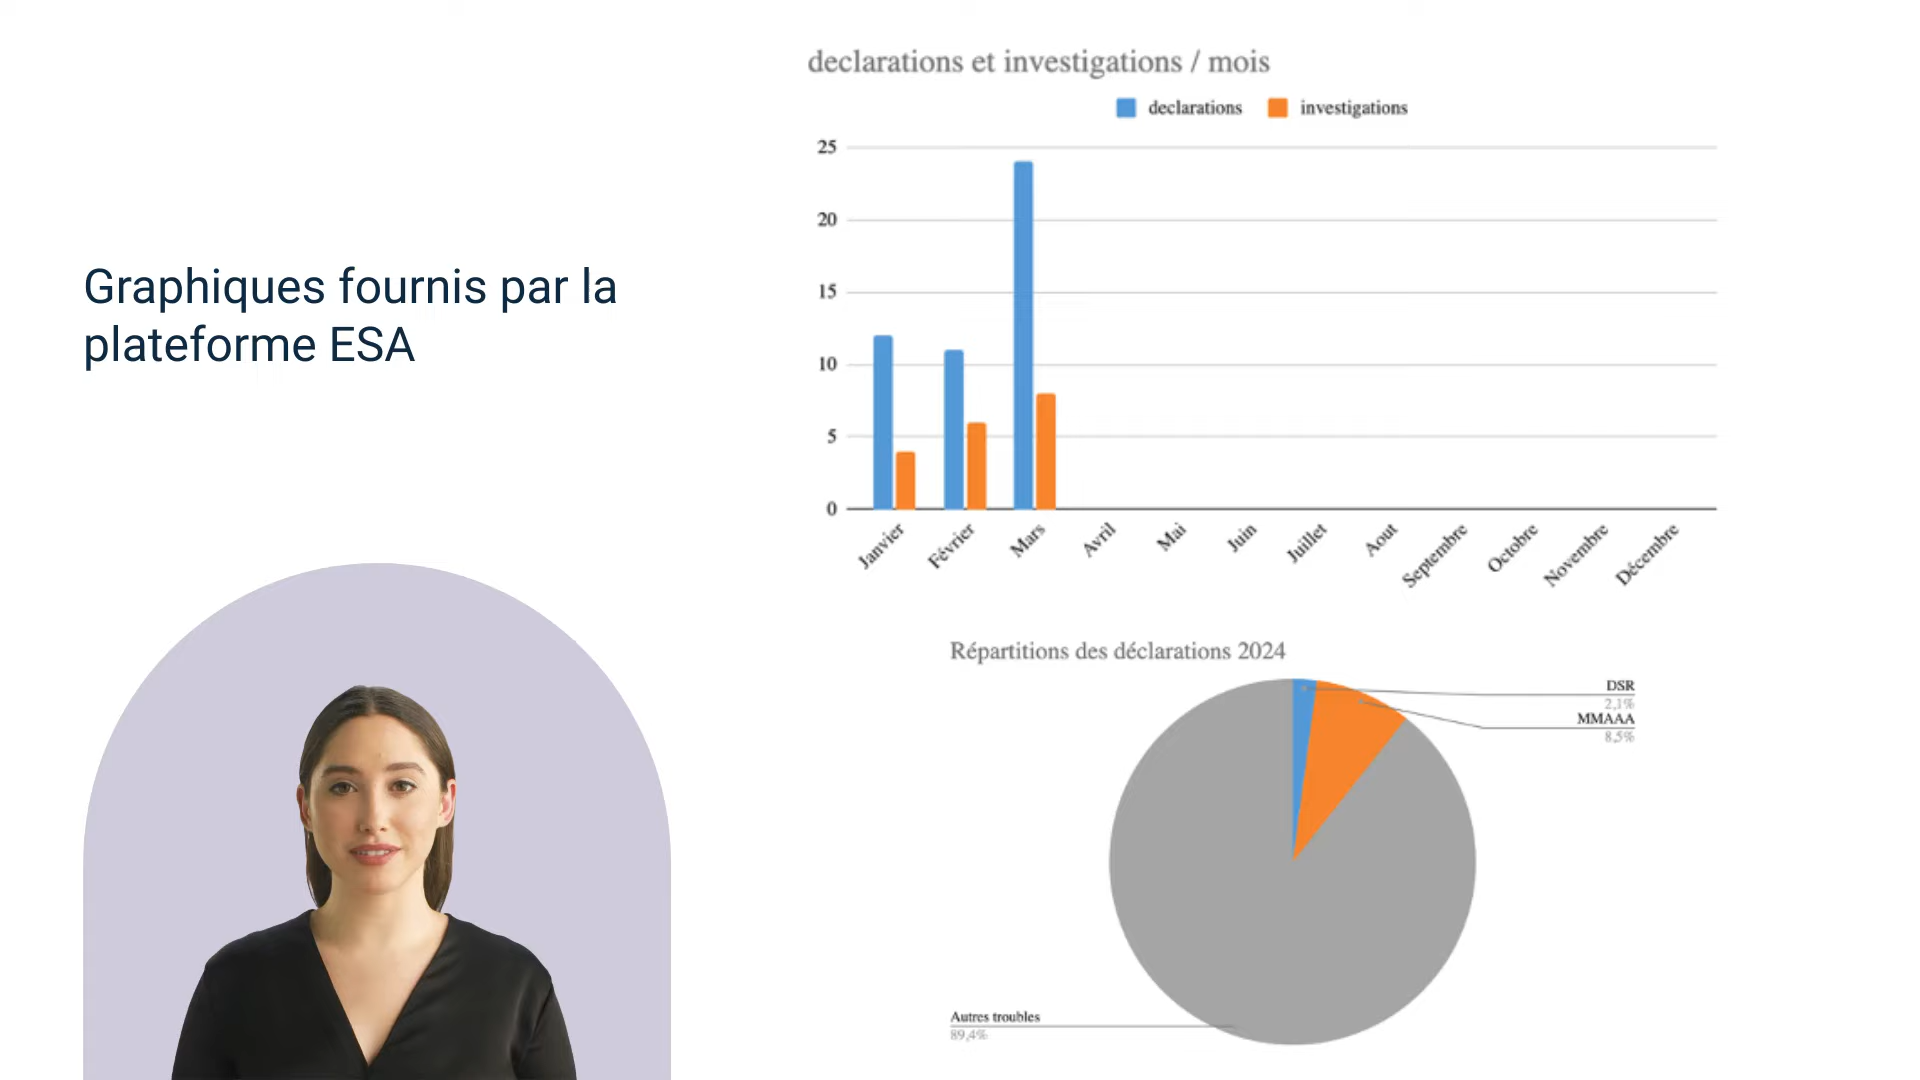 Graphiques fournis par la
plateforme ESA
declarations et investigations / mois
declarations
investigations
25
20
15
10
5
0
Janvier
Février
Mars
Avril
Mai
Juin
Juillet
Aout
Septembre
Octobre
Novembre
Décembre
Répartitions des déclarations 2024
DSR
2,1%
MMAAA
8,5%
Autres troubles
89,4%